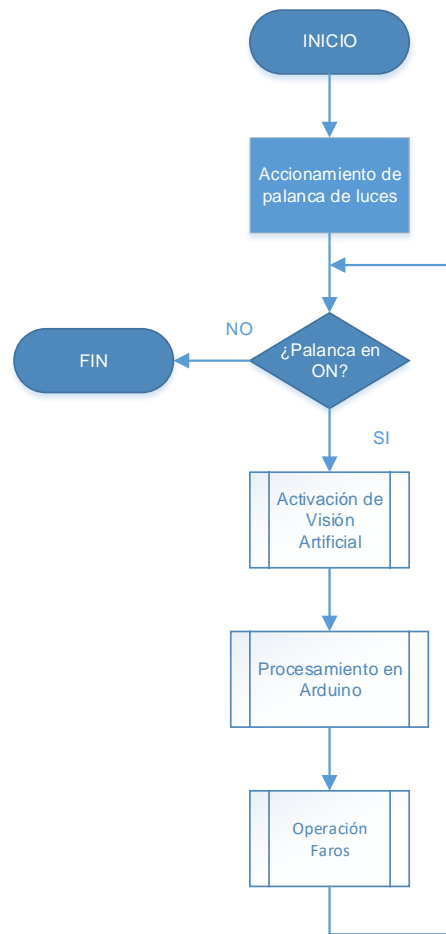 INICIO
Accionamiento de
palanca de luces
NO
¿Palanca en
ON?
FIN
SI
Activación de
Visión
Artificial
Procesamiento en
Arduino
Operación
Faros